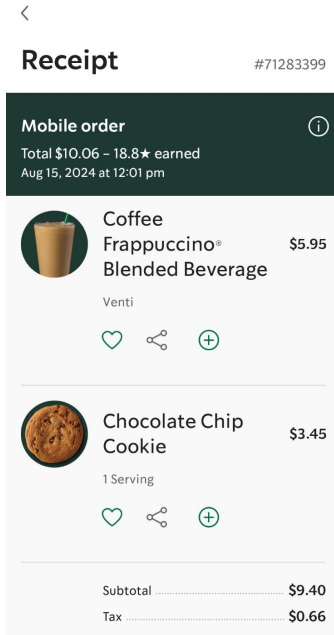 Receipt #71283399
Mobile order
Total $10.06 – 18.8★ earned
Aug 15, 2024 at 12:01 pm
Coffee
Frappuccino® $5.95
Blended Beverage
Venti
Chocolate Chip $3.45
Cookie
1 Serving
Subtotal $9.40
Tax $0.66